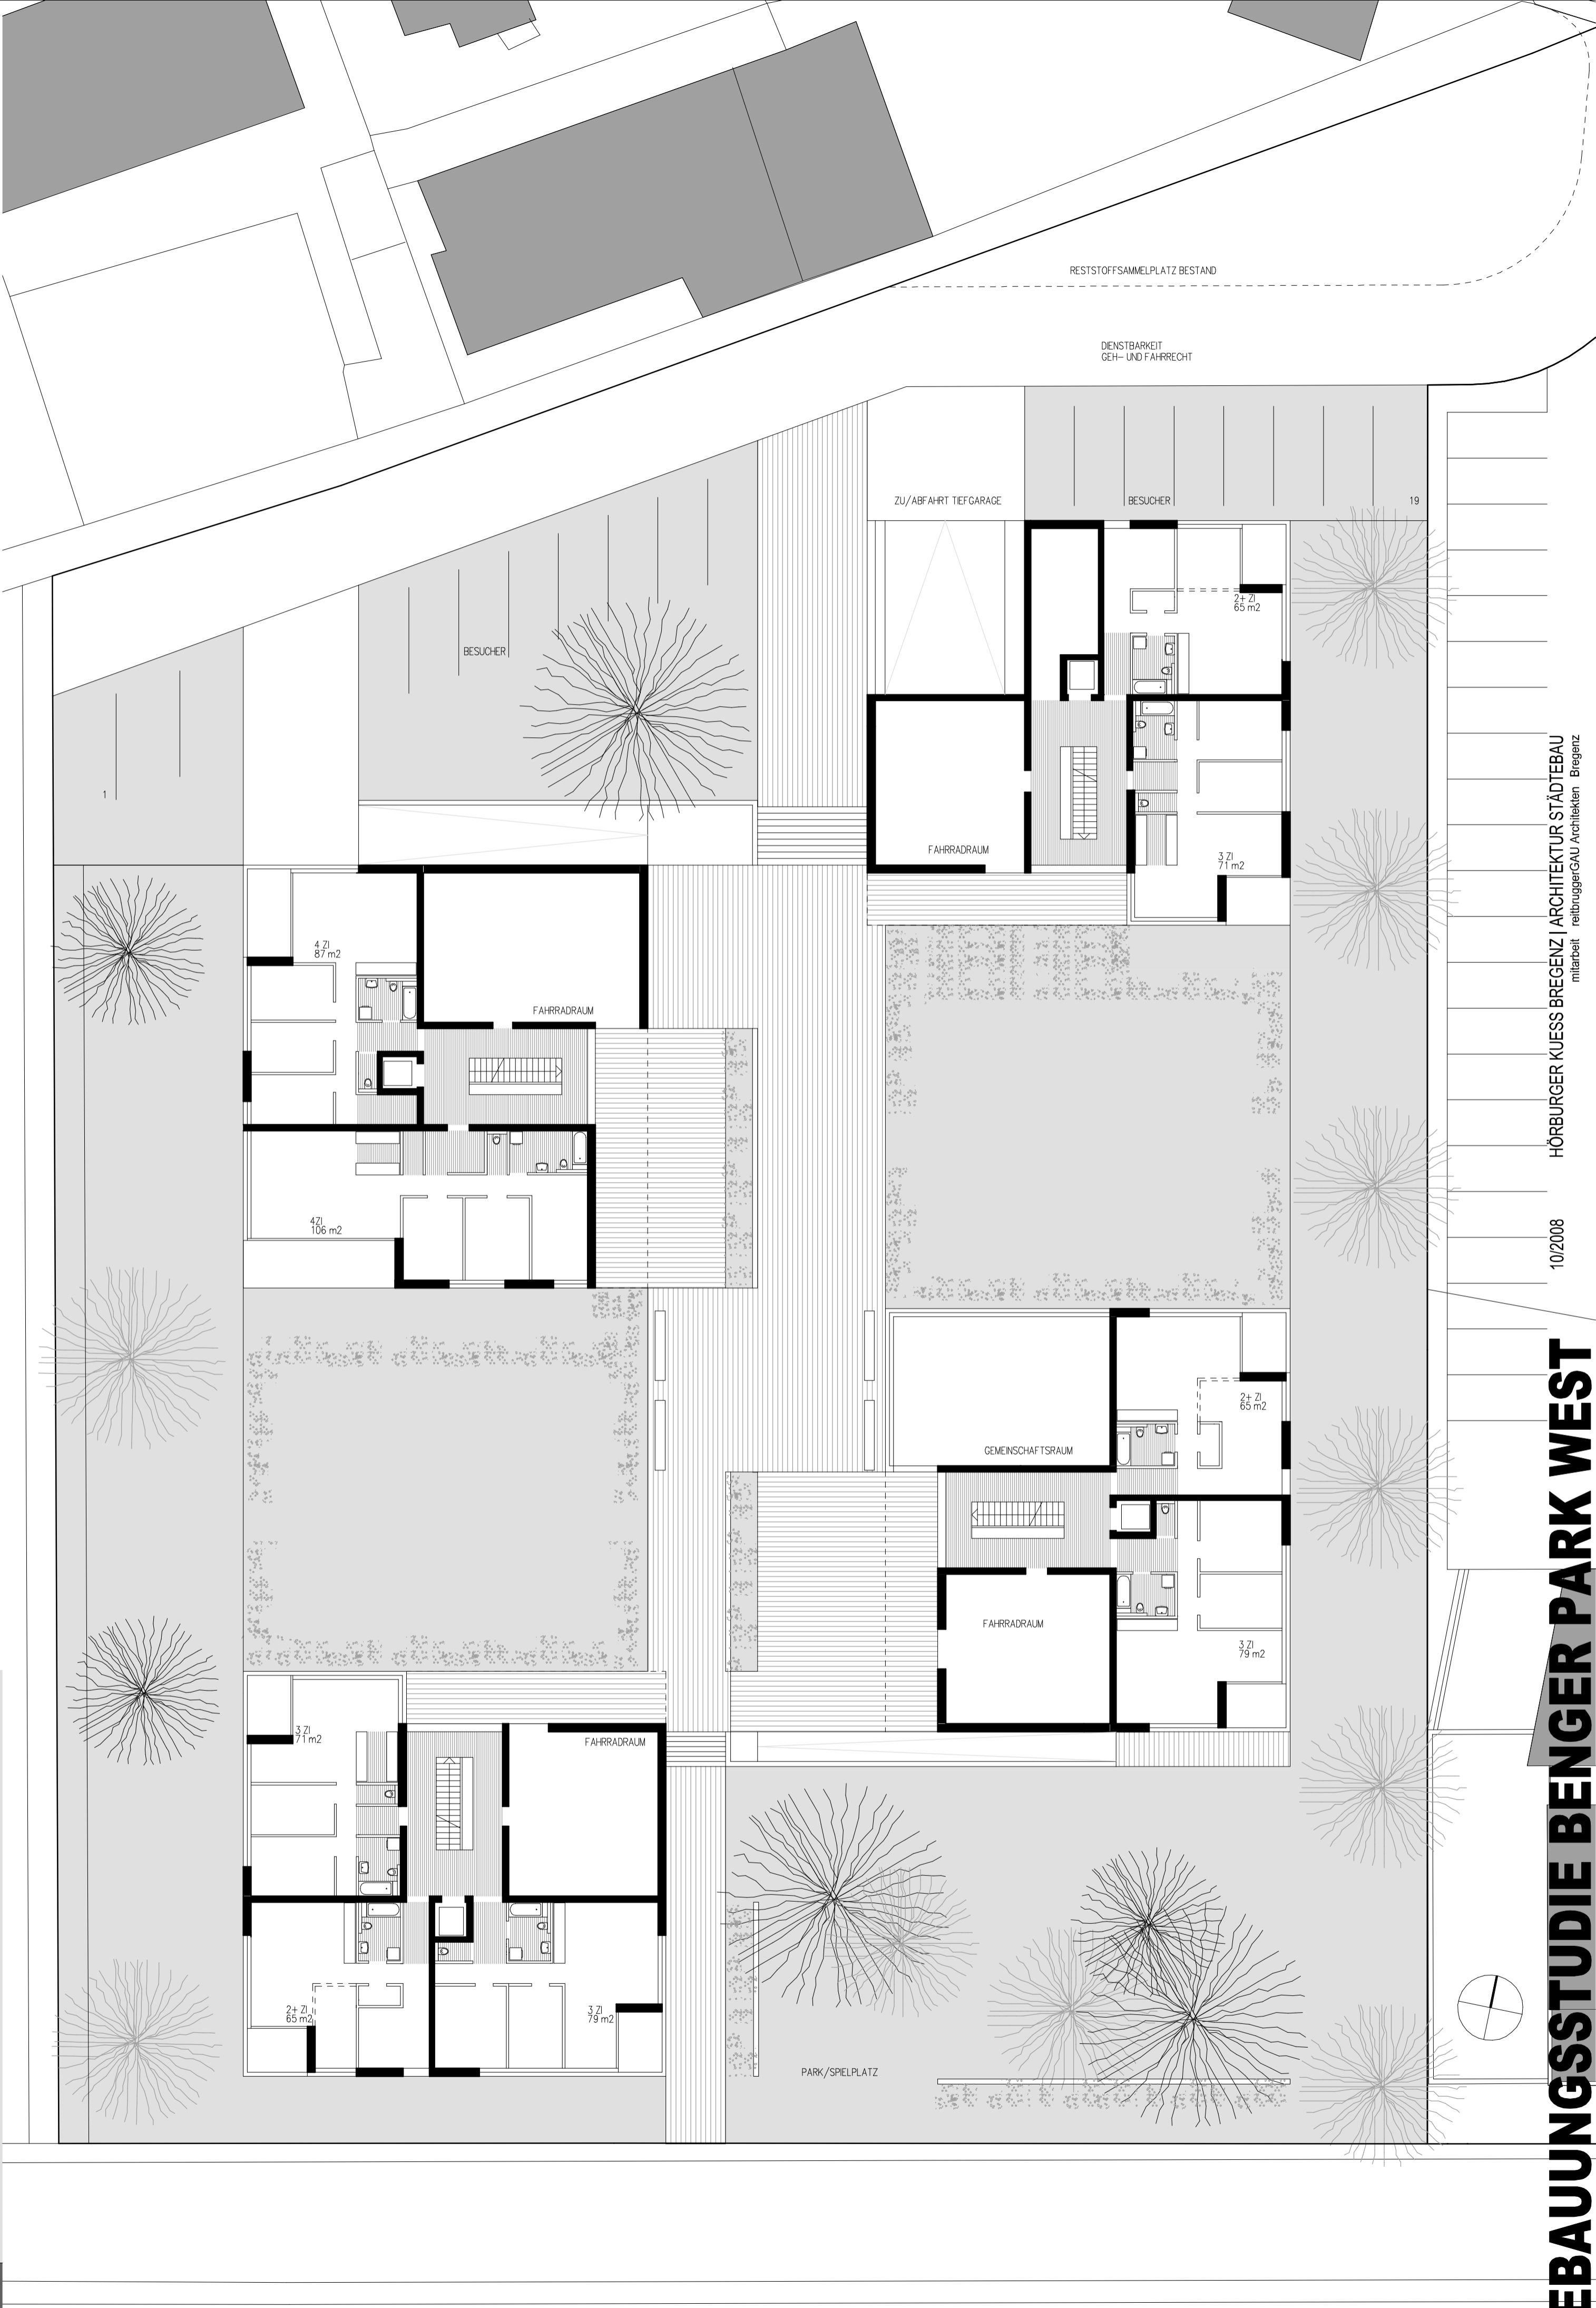 RESTSTOFFSAMMELPLATZ BESTAND
DIENSTBARKEIT
GEH- UND FAHRRECHT
ZU/ABFAHRT TIEFGARAGE
BESUCHER
19
2+ ZI
65 m2
BESUCHER
1
FAHRRADRAUM
3 ZI
71 m2
4 ZI
87 m2
FAHRRADRAUM
4ZI
106 m2
2+ ZI
65 m2
GEMEINSCHAFTSRAUM
FAHRRADRAUM
3 ZI
79 m2
3 ZI
71 m2
FAHRRADRAUM
2+ ZI
65 m2
3 ZI
79 m2
PARK/SPIELPLATZ
EBAUUNGSSTUDIE BENGER PARK WEST
10/2008 HÖRBURGER KUESS BREGENZ | ARCHITEKTUR STÄDTEBAU
mitarbeit reitbruggerGAU Architekten Bregenz